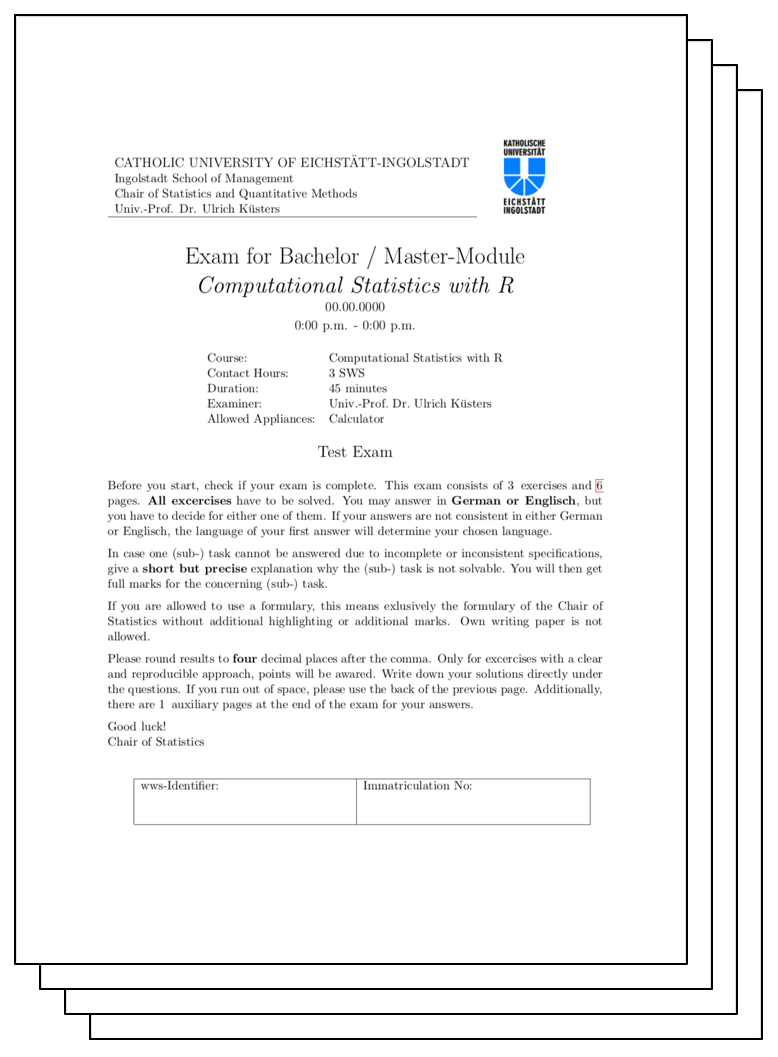 KATHOLISCHE
UNIVERSITÄT
EICHSTÄTT
INGOLSTADT
CATHOLIC UNIVERSITY OF EICHSTÄTT-INGOLSTADT
Ingolstadt School of Management
Chair of Statistics and Quantitative Methods
Univ.-Prof. Dr. Ulrich Küsters
Exam for Bachelor / Master-Module
Computational Statistics with R
00.00.0000
0:00 p.m. - 0:00 p.m.
Course: Computational Statistics with R
Contact Hours: 3 SWS
Duration: 45 minutes
Examiner: Univ.-Prof. Dr. Ulrich Küsters
Allowed Appliances: Calculator
Test Exam
Before you start, check if your exam is complete. This exam consists of 3 exercises and 6
pages. All excercises have to be solved. You may answer in German or Englisch, but
you have to decide for either one of them. If your answers are not consistent in either German
or Englisch, the language of your first answer will determine your chosen language.
In case one (sub-) task cannot be answered due to incomplete or inconsistent specifications,
give a short but precise explanation why the (sub-) task is not solvable. You will then get
full marks for the concerning (sub-) task.
If you are allowed to use a formulary, this means exlusively the formulary of the Chair of
Statistics without additional highlighting or additional marks. Own writing paper is not
allowed.
Please round results to four decimal places after the comma. Only for excercises with a clear
and reproducible approach, points will be awared. Write down your solutions directly under
the questions. If you run out of space, please use the back of the previous page. Additionally,
there are 1 auxiliary pages at the end of the exam for your answers.
Good luck!
Chair of Statistics
wws-Identifier: Immatriculation No: